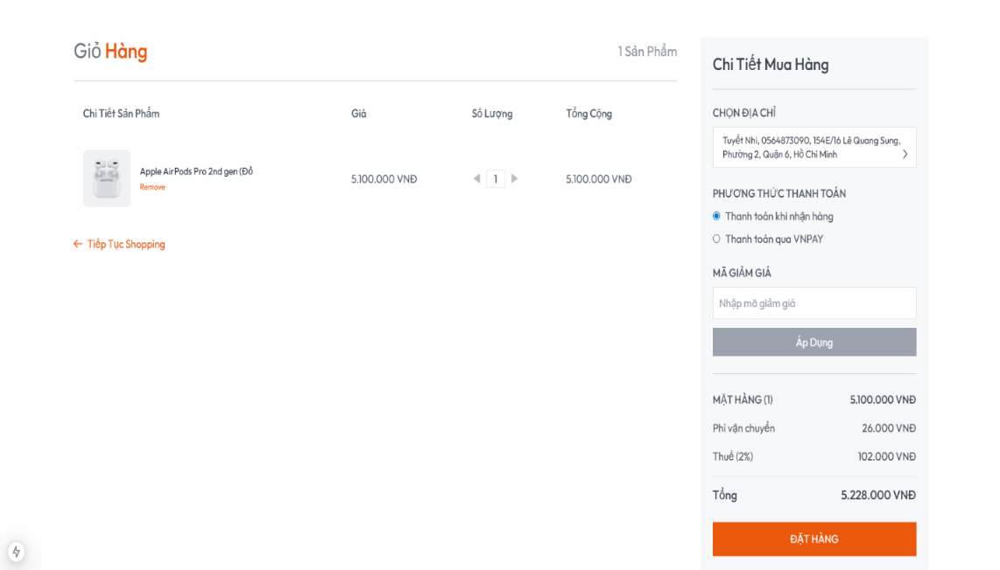 Giỏ Hàng
1 Sản Phẩm
Chi Tiết Sản Phẩm
Giá
Số Lượng
Tổng Cộng
Apple AirPods Pro 2nd gen (Đỏ
Remove
5.100.000 VNĐ
1
5.100.000 VNĐ
Tiếp Tục Shopping
Chi Tiết Mua Hàng
CHỌN ĐỊA CHỈ
Tuyết Nhi, 0564873090, 154E/16 Lê Quang Sung,
Phường 2, Quận 6, Hồ Chí Minh
PHƯƠNG THỨC THANH TOÁN
Thanh toán khi nhận hàng
Thanh toán qua VNPAY
MÃ GIẢM GIÁ
Nhập mã giảm giá
Áp Dụng
MẶT HÀNG (1) 5.100.000 VNĐ
Phí vận chuyển 26.000 VNĐ
Thuế (2%) 102.000 VNĐ
Tổng 5.228.000 VNĐ
ĐẶT HÀNG